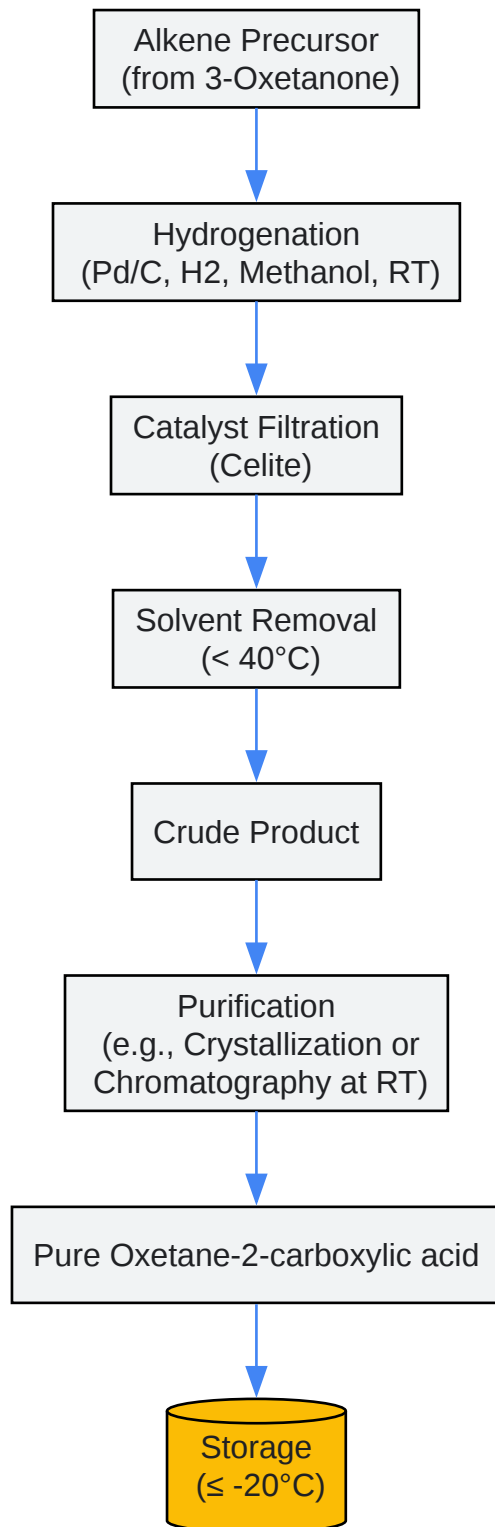 Alkene Precursor
(from 3-Oxetanone)
Hydrogenation
(Pd/C, H2, Methanol, RT)
Catalyst Filtration
(Celite)
Solvent Removal
(< 40°C)
Crude Product
Purification
(e.g., Crystallization or
Chromatography at RT)
Pure Oxetane-2-carboxylic acid
Storage
(≤ -20°C)